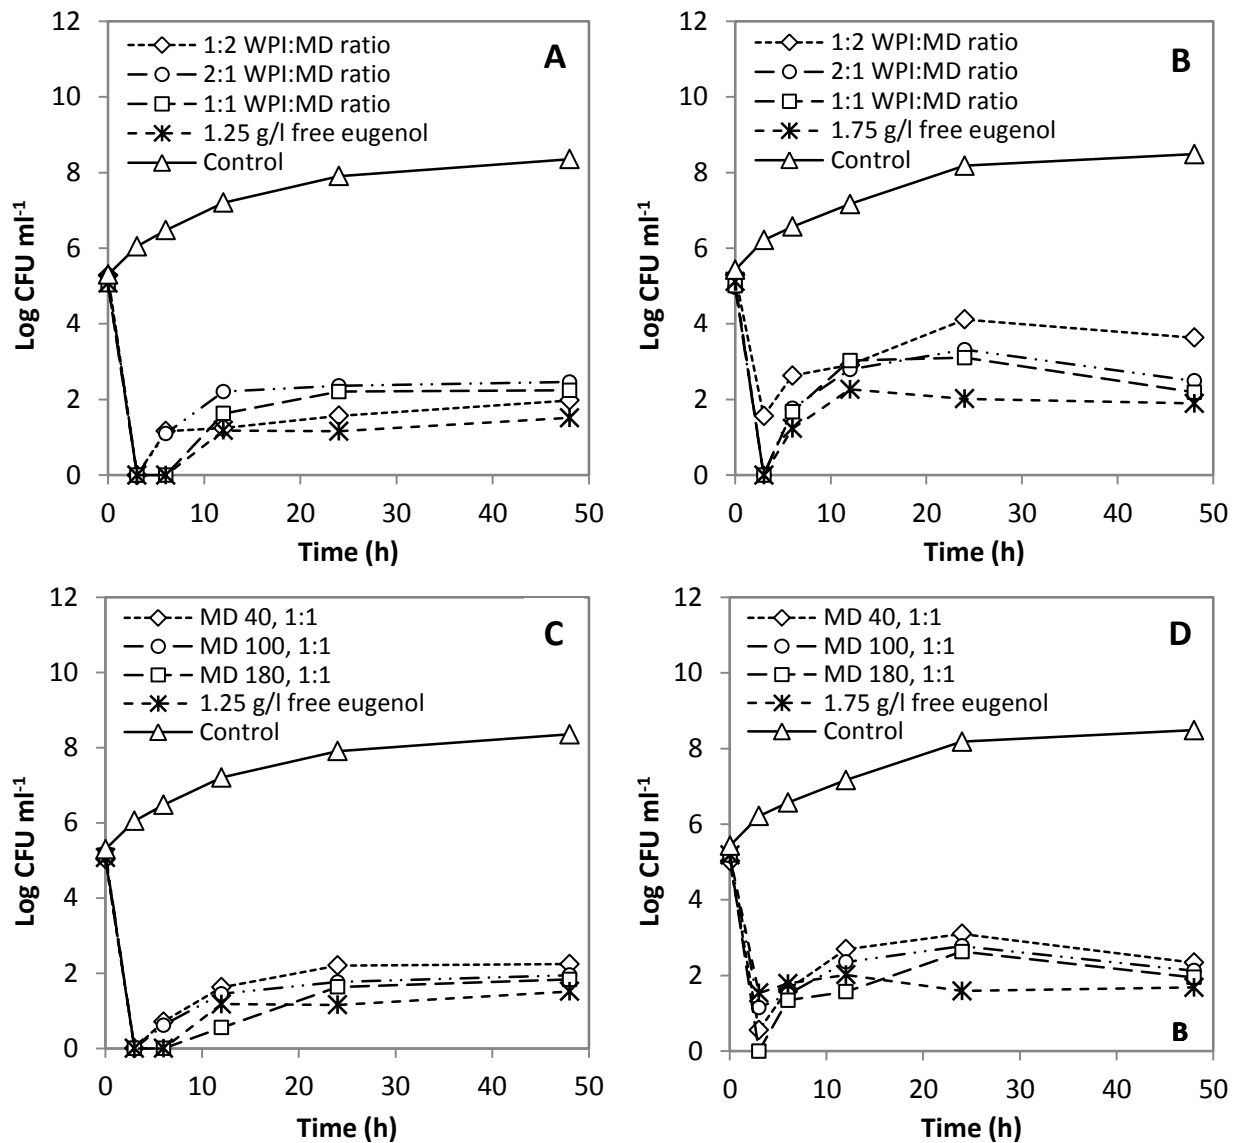 12
10
8
6
4
2
0
Log CFU ml-1
1:2 WPI:MD ratio
2:1 WPI:MD ratio
1:1 WPI:MD ratio
1.25 g/l free eugenol
Control
A
0 10 20 30 40 50
Time (h)
12
10
8
6
4
2
0
Log CFU ml-1
1:2 WPI:MD ratio
2:1 WPI:MD ratio
1:1 WPI:MD ratio
1.75 g/l free eugenol
Control
B
0 10 20 30 40 50
Time (h)
12
10
8
6
4
2
0
Log CFU ml-1
MD 40, 1:1
MD 100, 1:1
MD 180, 1:1
1.25 g/l free eugenol
Control
C
0 10 20 30 40 50
Time (h)
12
10
8
6
4
2
0
Log CFU ml-1
MD 40, 1:1
MD 100, 1:1
MD 180, 1:1
1.75 g/l free eugenol
Control
D
B
0 10 20 30 40 50
Time (h)